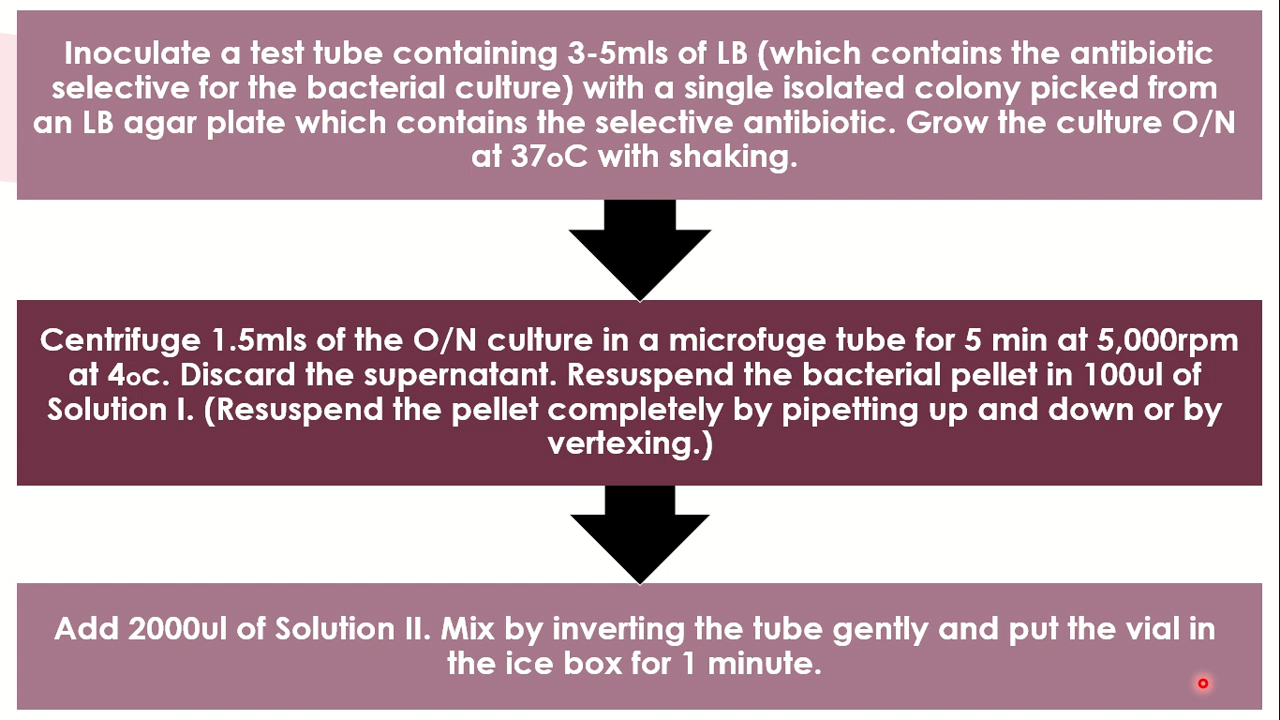 Inoculate a test tube containing 3-5mls of LB (which contains the antibiotic
selective for the bacterial culture) with a single isolated colony picked from
an LB agar plate which contains the selective antibiotic. Grow the culture O/N
at 37oC with shaking.
Centrifuge 1.5mls of the O/N culture in a microfuge tube for 5 min at 5,000rpm
at 4oc. Discard the supernatant. Resuspend the bacterial pellet in 100ul of
Solution I. (Resuspend the pellet completely by pipetting up and down or by
vertexing.)
Add 2000ul of Solution II. Mix by inverting the tube gently and put the vial in
the ice box for 1 minute.